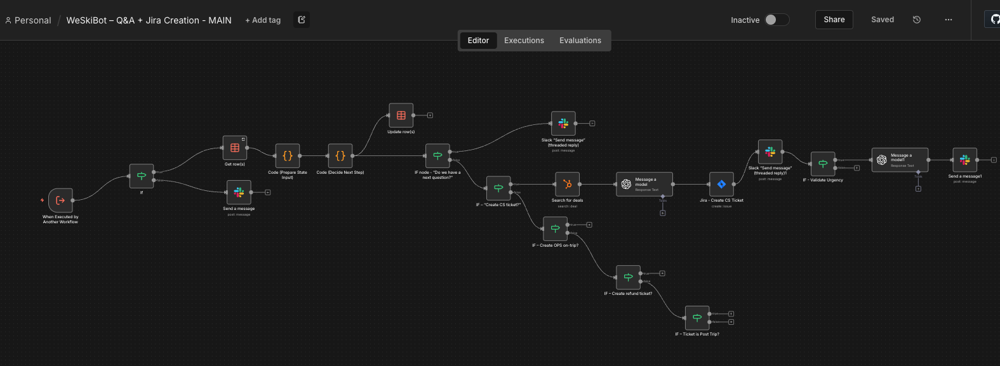 Personal / WeSkiBot – Q&A + Jira Creation - MAIN + Add tag
Inactive
Share
Saved
Editor Executions Evaluations
When Executed by
Another Workflow
If
true
false
Get row(s)
Send a message
post: message
Code (Prepare State
Input)
Code (Decide Next Step)
Update row(s)
IF node - "Do we have a
next question?"
true
false
Slack "Send message"
(threaded reply)
post: message
IF – "Create CS ticket?"
true
false
Search for deals
search: deal
Message a
model
Response Text
Tools
Jira - Create CS Ticket
create: issue
Slack "Send message"
(threaded reply)1
post: message
IF - Validate Urgency
true
false
Message a
model1
Response Text
Tools
Send a message1
post: message
IF – Create OPS on-trip?
true
false
IF – Create refund ticket?
true
false
IF – Ticket is Post Trip?
true
false